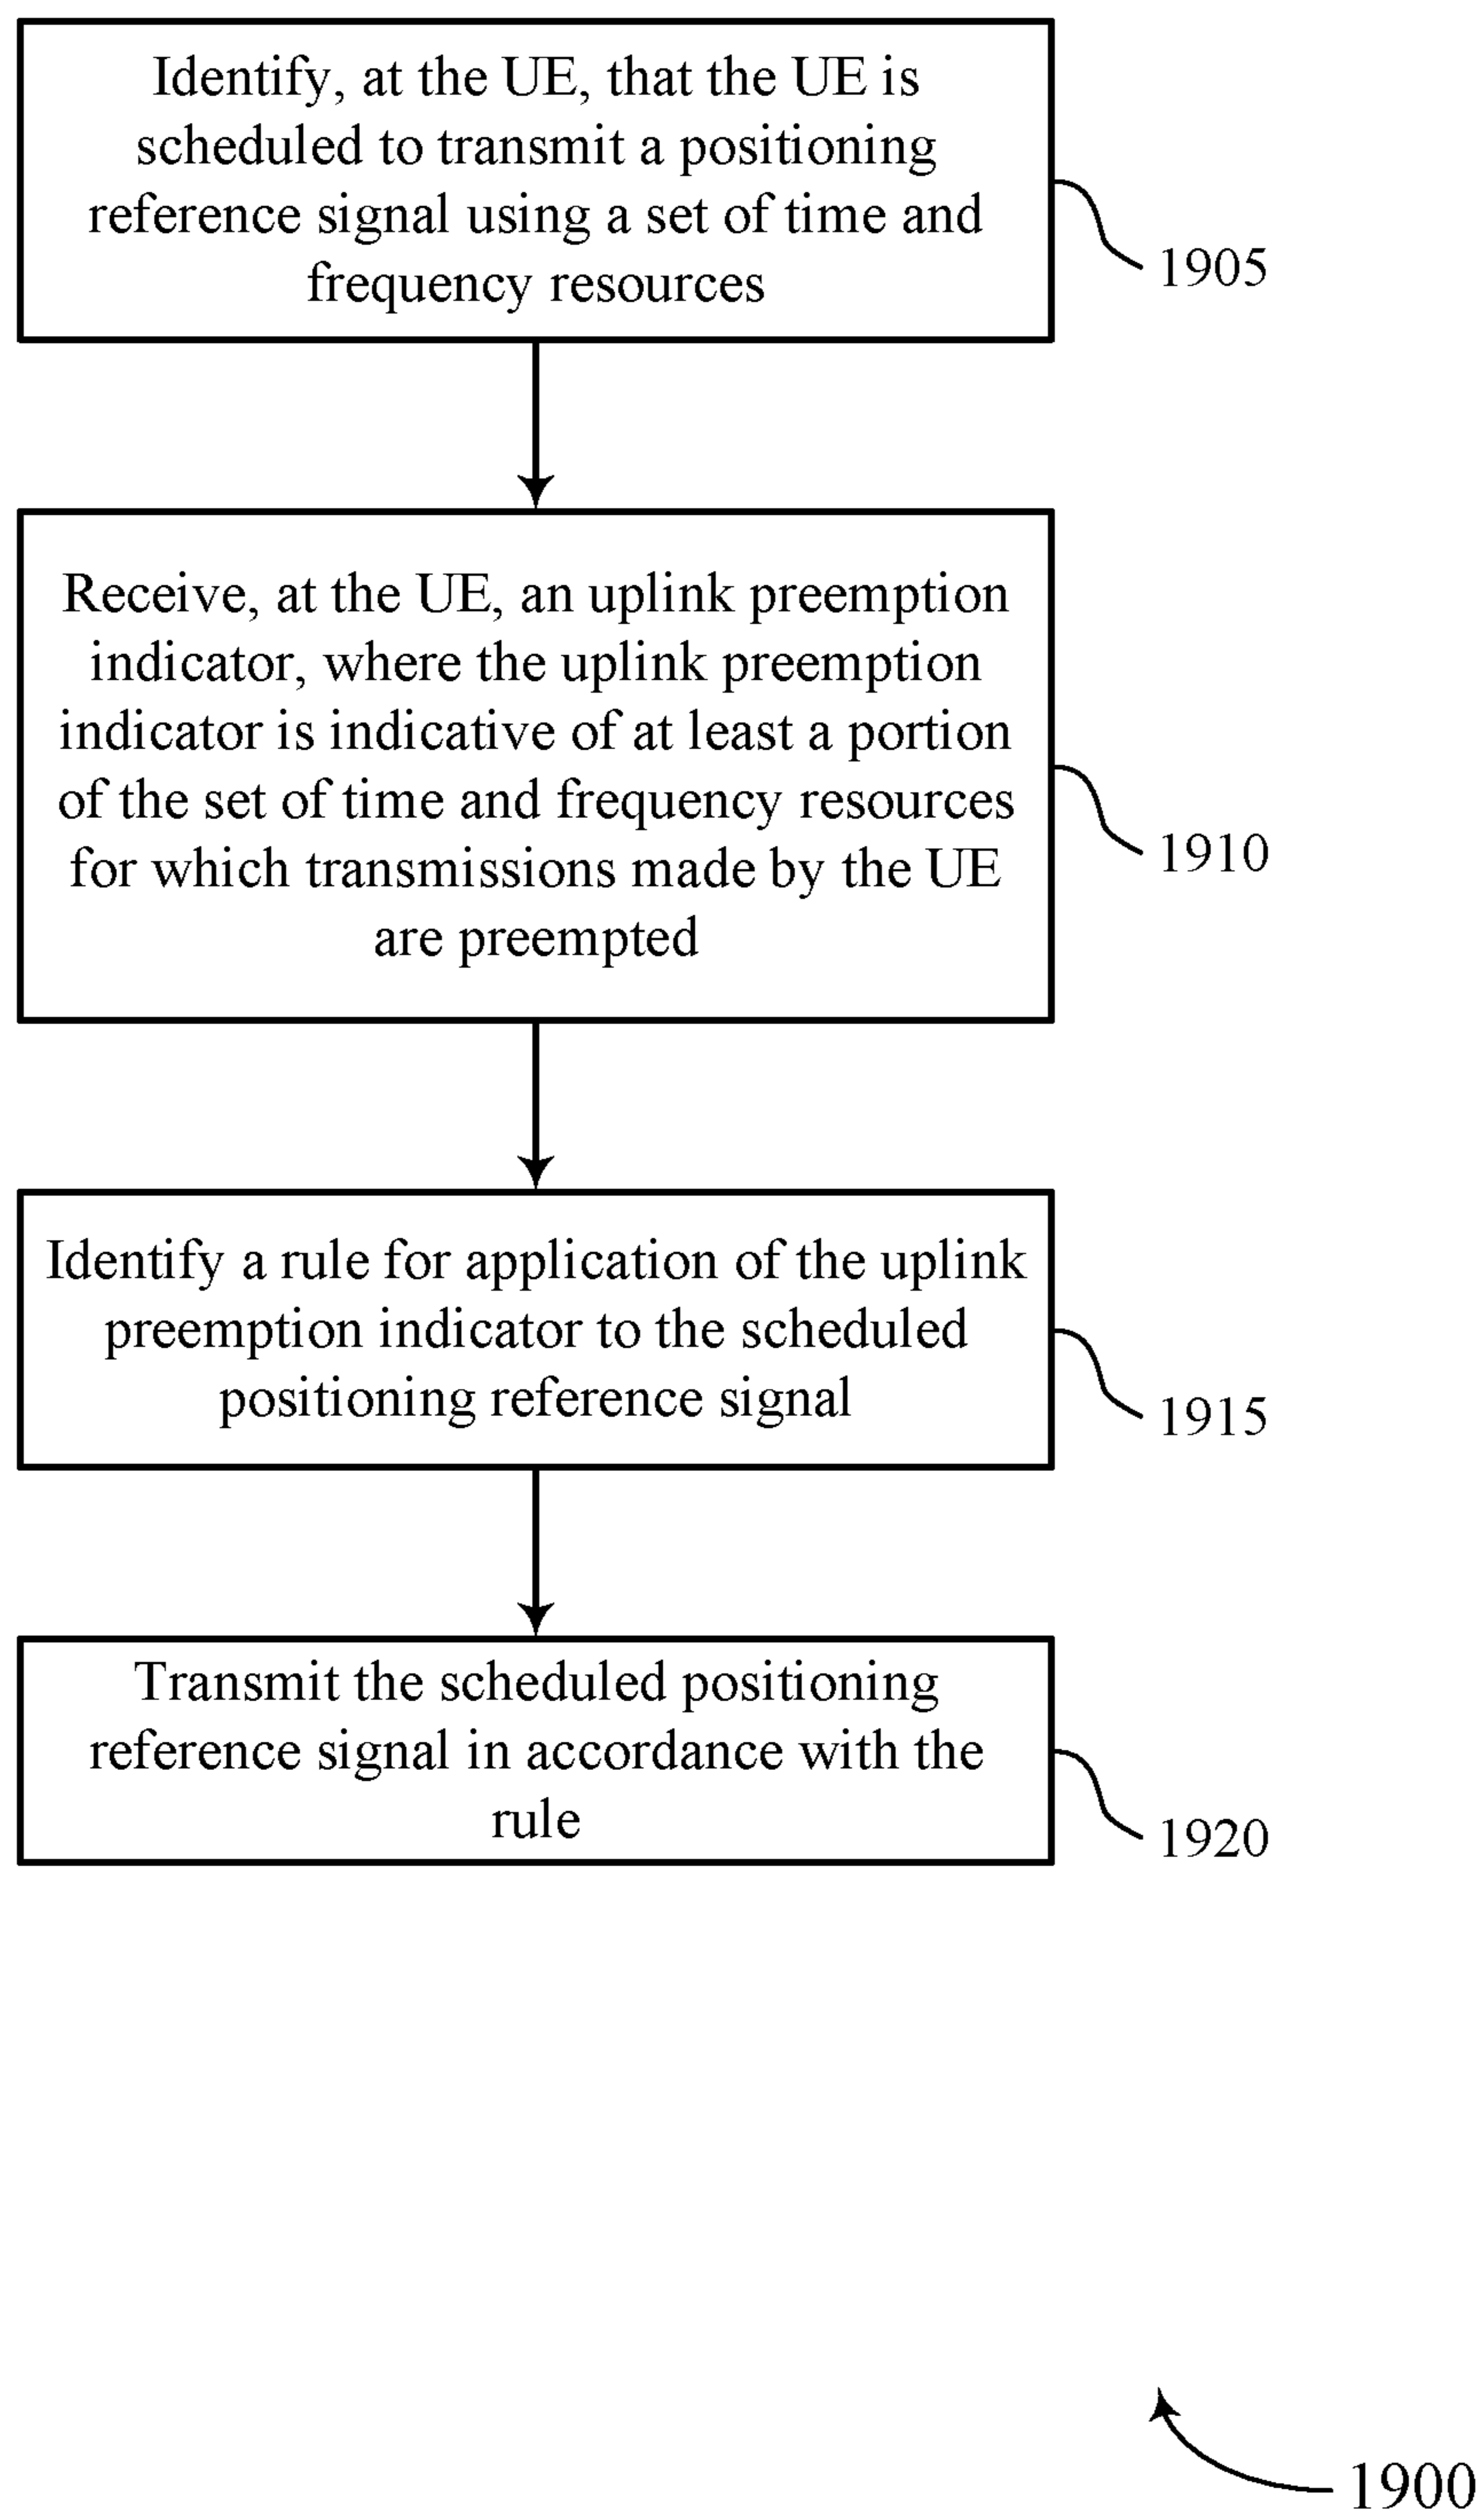 Identify, at the UE, that the UE is
scheduled to transmit a positioning
reference signal using a set of time and
frequency resources
1905
Receive, at the UE, an uplink preemption
indicator, where the uplink preemption
indicator is indicative of at least a portion
of the set of time and frequency resources
for which transmissions made by the UE
are preempted
1910
Identify a rule for application of the uplink
preemption indicator to the scheduled
positioning reference signal
1915
Transmit the scheduled positioning
reference signal in accordance with the
rule
1920
1900